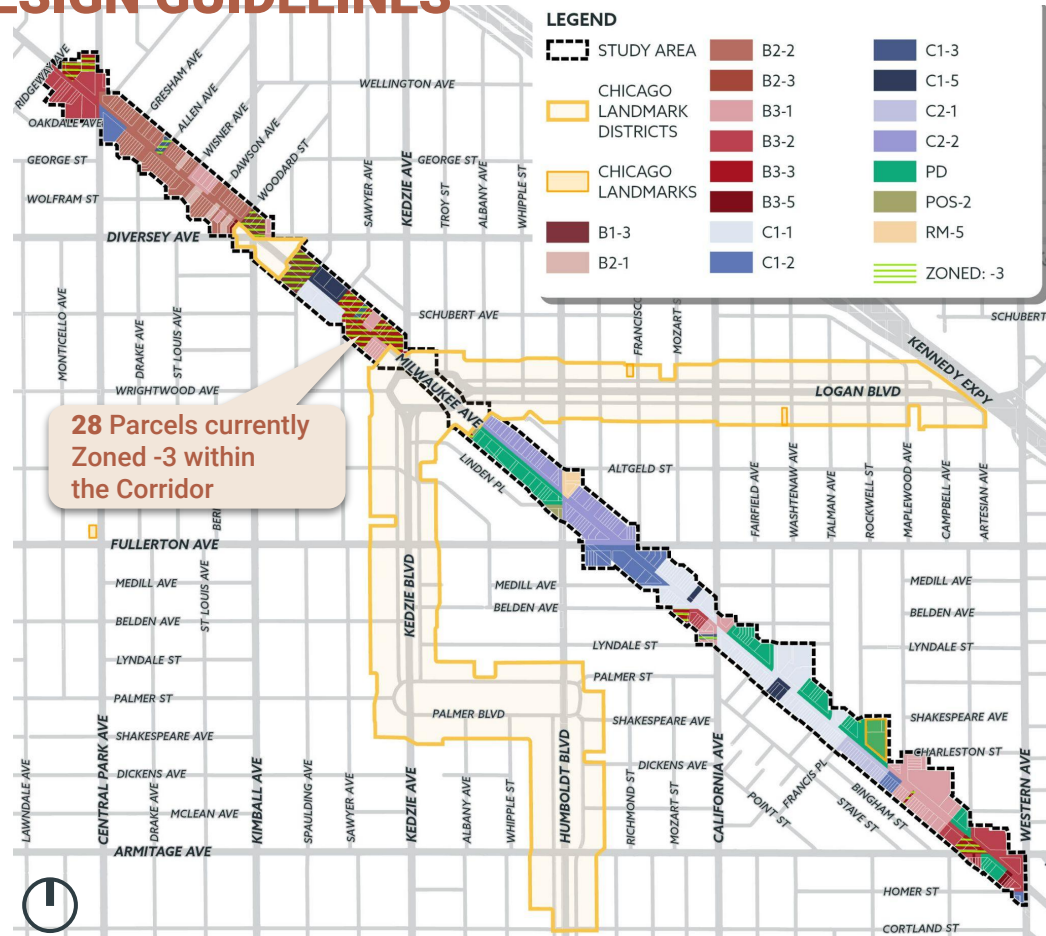 DESIGN GUIDELINES
LEGEND
STUDY AREA
CHICAGO
LANDMARK
DISTRICTS
CHICAGO
LANDMARKS
B1-3
B2-1
B2-2
B2-3
B3-1
B3-2
B3-3
B3-5
C1-1
C1-2
C1-3
C1-5
C2-1
C2-2
PD
POS-2
RM-5
ZONED: -3
RIDGEWAY AVE
OAKDALE AVE
GEORGE ST
WOLFRAM ST
DIVERSEY AVE
GRESHAM AVE
ALLEN AVE
WISNER AVE
DAWSON AVE
WOODARD ST
WELLINGTON AVE
SAWYER AVE
KEDZIE AVE
GEORGE ST
TROY ST
ALBANY AVE
WHIPPLE ST
MONTICELLO AVE
DRAKE AVE
ST LOUIS AVE
SCHUBERT AVE
FRANCISCO
MOZART S
SCHUBERT
KENNEDY EXPY
WRIGHTWOOD AVE
MILWAUKEE AVE
LOGAN BLVD
28 Parcels currently
Zoned -3 within
the Corridor
LINDEN PL
ALTGELD ST
FAIRFIELD AVE
WASHTENAW AVE
TALMAN AVE
ROCKWELL ST
MAPLEWOOD AVE
CAMPBELL AVE
ARTESIAN AVE
BER
FULLERTON AVE
MEDILL AVE
ST LOUIS AVE
BELDEN AVE
KEDZIE BLVD
MEDILL AVE
BELDEN AVE
MEDILL AVE
BELDEN AVE
LYNDALE ST
LYNDALE ST
LYNDALE ST
PALMER ST
PALMER ST
PALMER BLVD
SHAKESPEARE AVE
SHAKESPEARE AVE
SHAKESPEARE AVE
CHARLESTON ST
DICKENS AVE
DICKENS AVE
LAWNDALE AVE
CENTRAL PARK AVE
DRAKE AVE
MCLEAN AVE
KIMBALL AVE
SPAULDING AVE
SAWYER AVE
KEDZIE AVE
ALBANY AVE
WHIPPLE ST
HUMBOLDT BLVD
RICHMOND ST
MOZART ST
CALIFORNIA AVE
POINT ST
FRANCIS PL
STAVE ST
BINGHAM ST
WESTERN AVE
ARMITAGE AVE
HOMER ST
CORTLAND ST